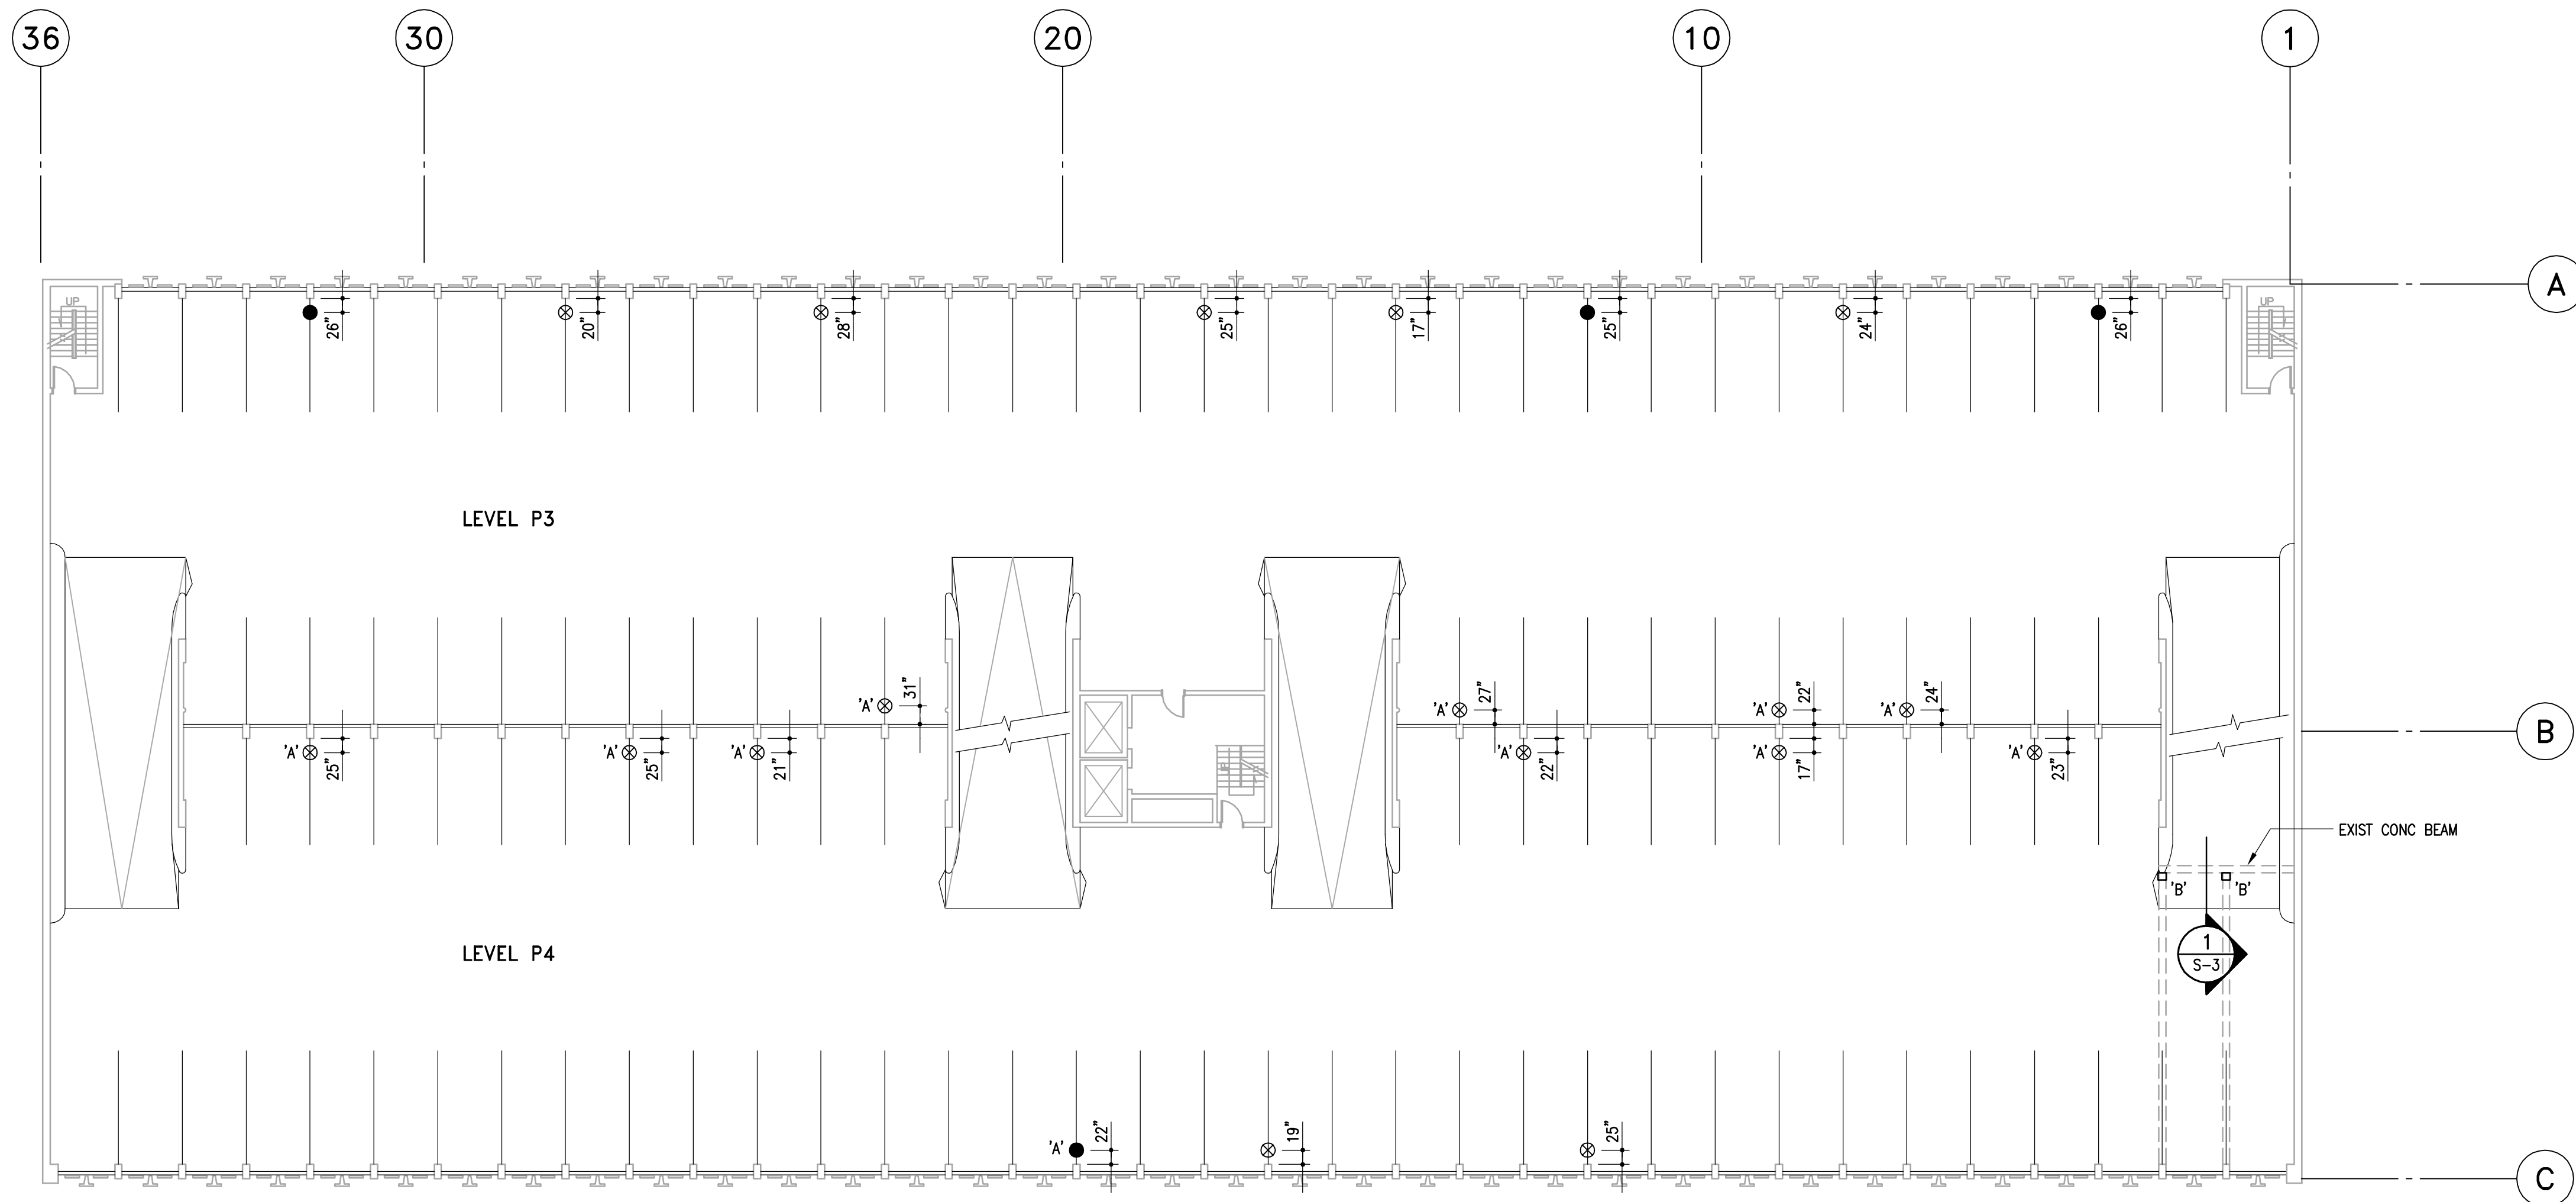 36 30 20 10 1
A
UP UP
26" 20" 28" 25" 17" 25" 24" 26"
LEVEL P3
'A' 31" 'A' 27" 'A' 22" 'A' 24"
B
'A' 25" 'A' 25" 'A' 21" 'A' 22" 'A' 17" 'A' 23"
UP
EXIST CONC BEAM
'B' 'B'
LEVEL P4
1
S-3
'A' 22" 19" 25"
C